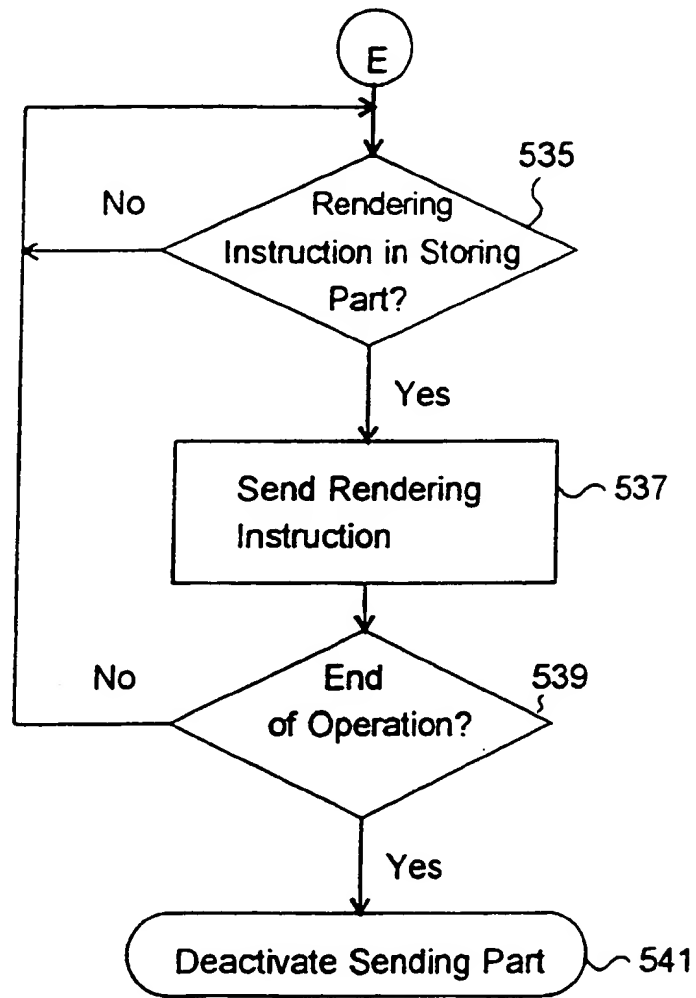 E
535
No
Rendering
Instruction in Storing
Part?
Yes
Send Rendering
Instruction
537
No
End
of Operation?
539
Yes
Deactivate Sending Part
541